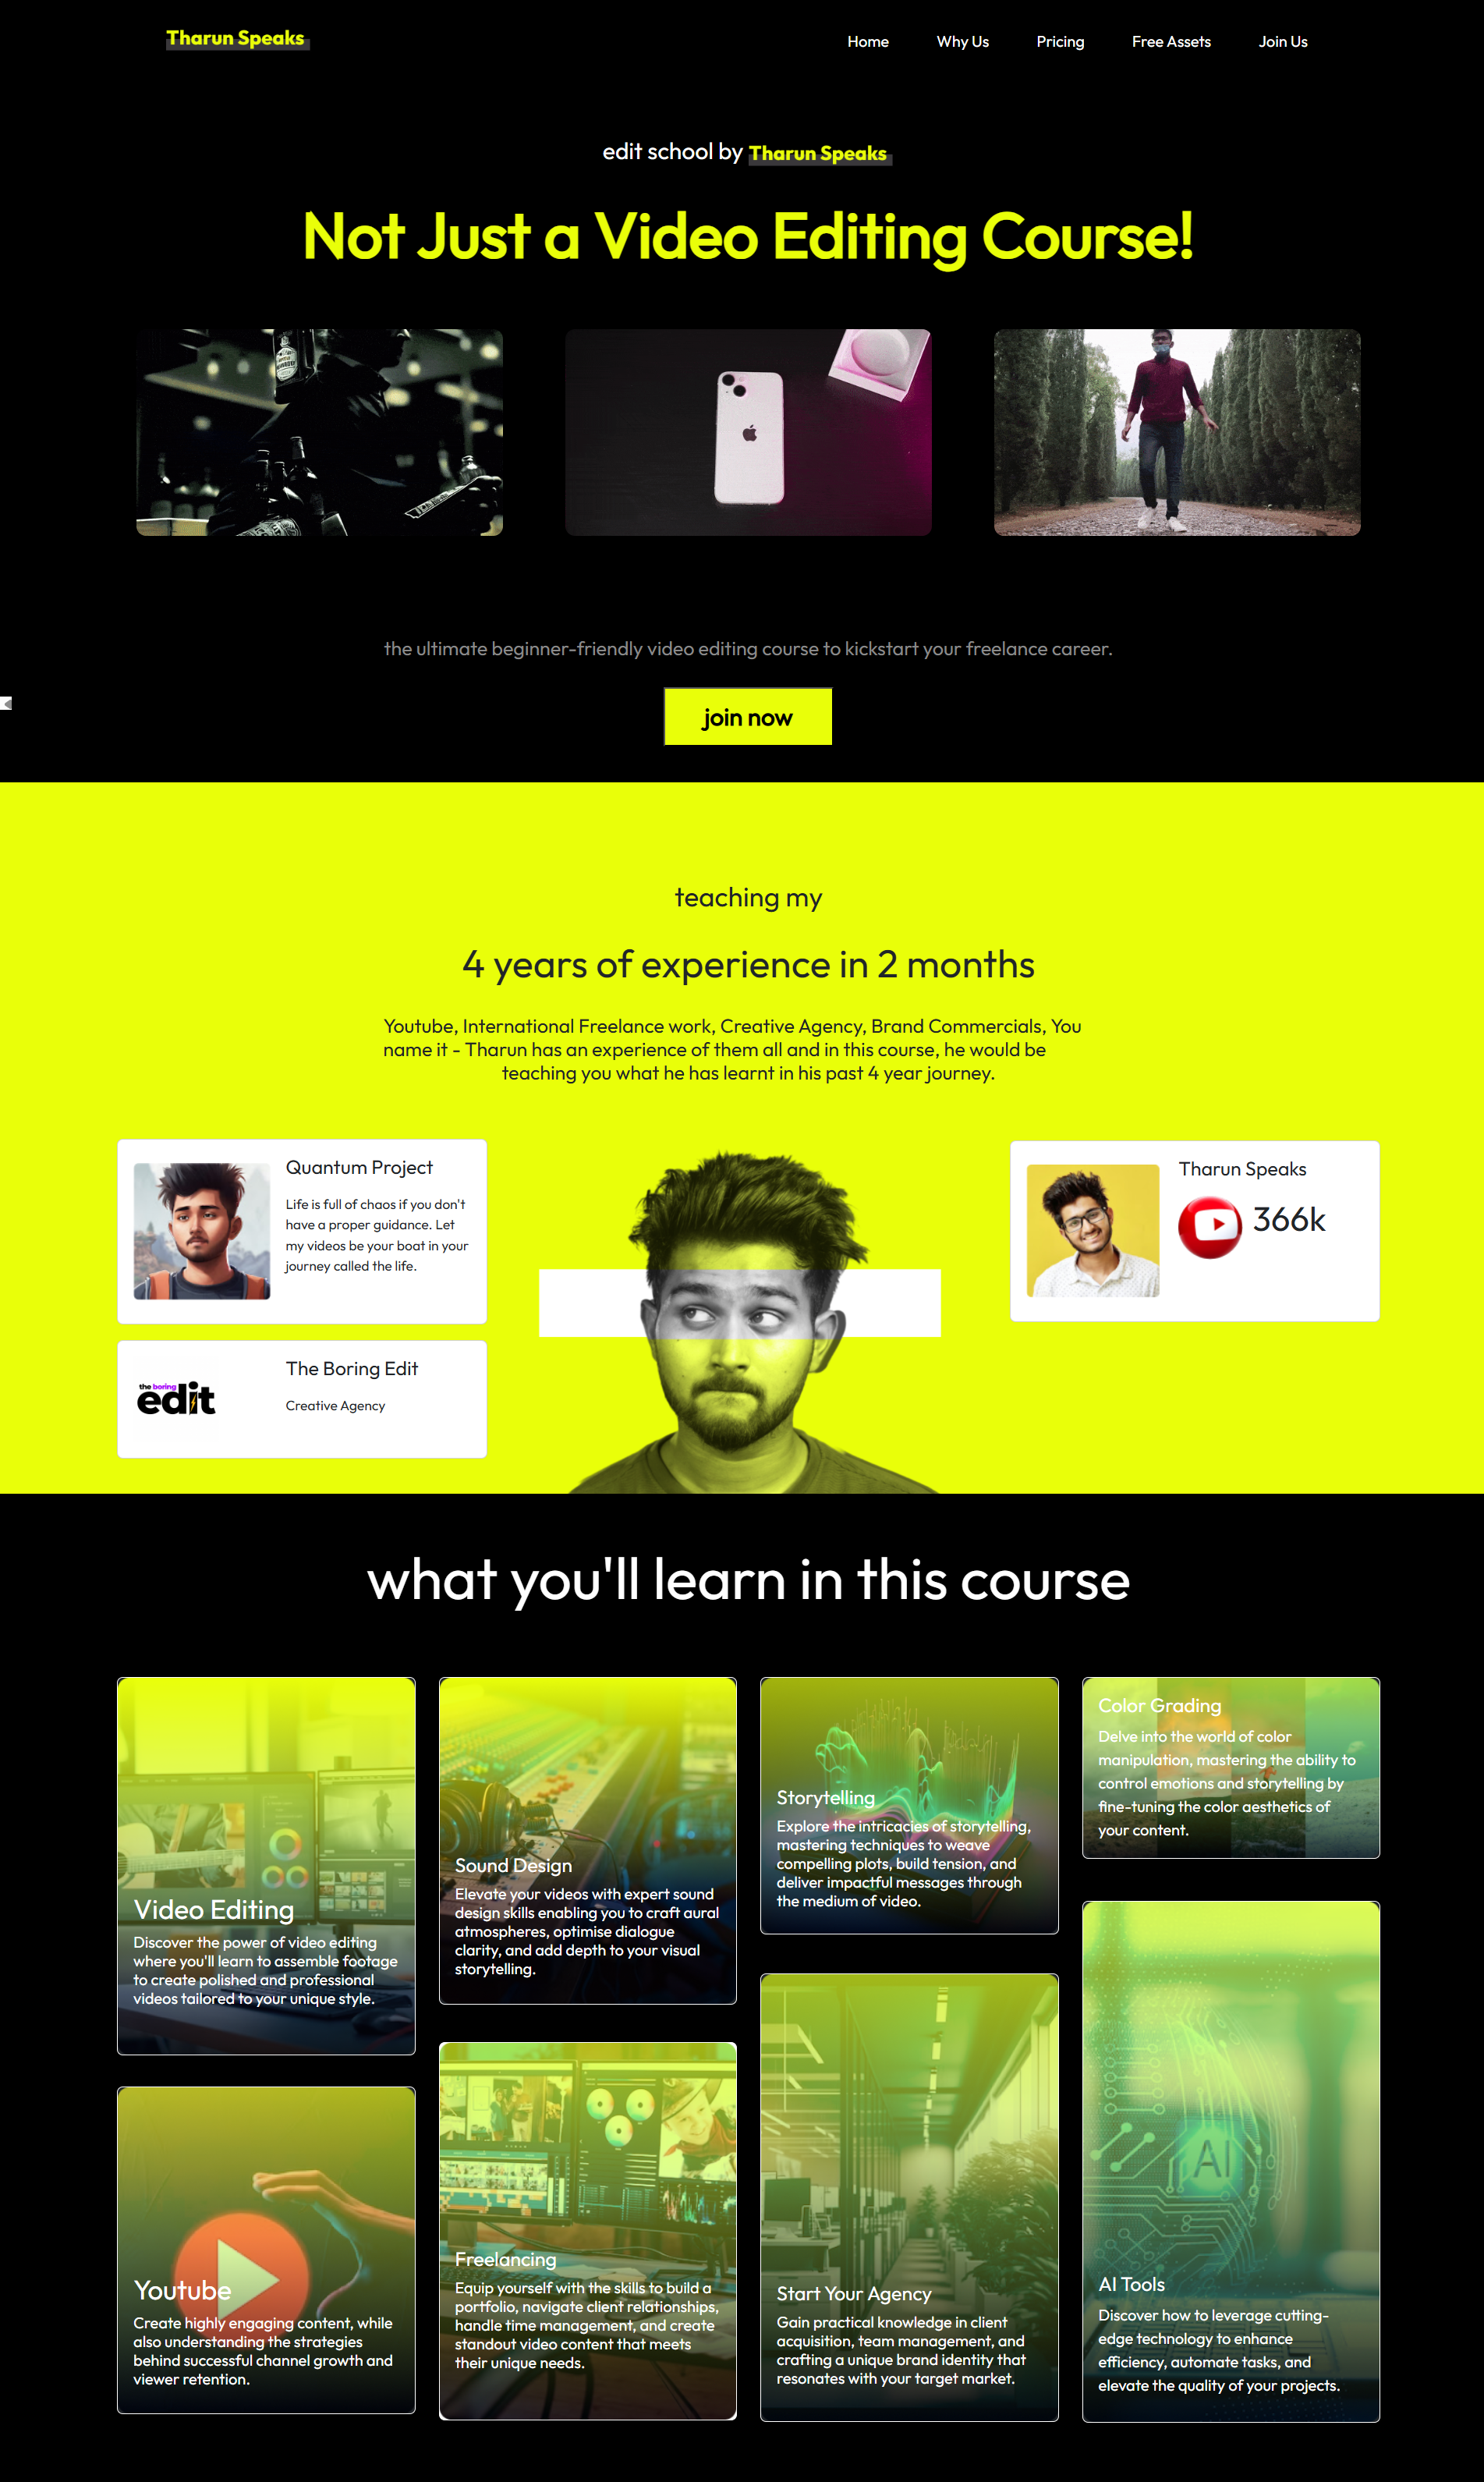 Tharun Speaks
Home
Why Us
Pricing
Free Assets
Join Us
edit school by Tharun Speaks
Not Just a Video Editing Course!
the ultimate beginner-friendly video editing course to kickstart your freelance career.
join now
teaching my
4 years of experience in 2 months
Youtube, International Freelance work, Creative Agency, Brand Commercials, You
name it - Tharun has an experience of them all and in this course, he would be
teaching you what he has learnt in his past 4 year journey.
Quantum Project
Life is full of chaos if you don't
have a proper guidance. Let
my videos be your boat in your
journey called the life.
the boring
edit
The Boring Edit
Creative Agency
Tharun Speaks
366k
what you'll learn in this course
Video Editing
Discover the power of video editing
where you'll learn to assemble footage
to create polished and professional
videos tailored to your unique style.
Youtube
Create highly engaging content, while
also understanding the strategies
behind successful channel growth and
viewer retention.
Sound Design
Elevate your videos with expert sound
design skills enabling you to craft aural
atmospheres, optimise dialogue
clarity, and add depth to your visual
storytelling.
Freelancing
Equip yourself with the skills to build a
portfolio, navigate client relationships,
handle time management, and create
standout video content that meets
their unique needs.
Storytelling
Explore the intricacies of storytelling,
mastering techniques to weave
compelling plots, build tension, and
deliver impactful messages through
the medium of video.
Start Your Agency
Gain practical knowledge in client
acquisition, team management, and
crafting a unique brand identity that
resonates with your target market.
Color Grading
Delve into the world of color
manipulation, mastering the ability to
control emotions and storytelling by
fine-tuning the color aesthetics of
your content.
AI
AI Tools
Discover how to leverage cutting-
edge technology to enhance
efficiency, automate tasks, and
elevate the quality of your projects.